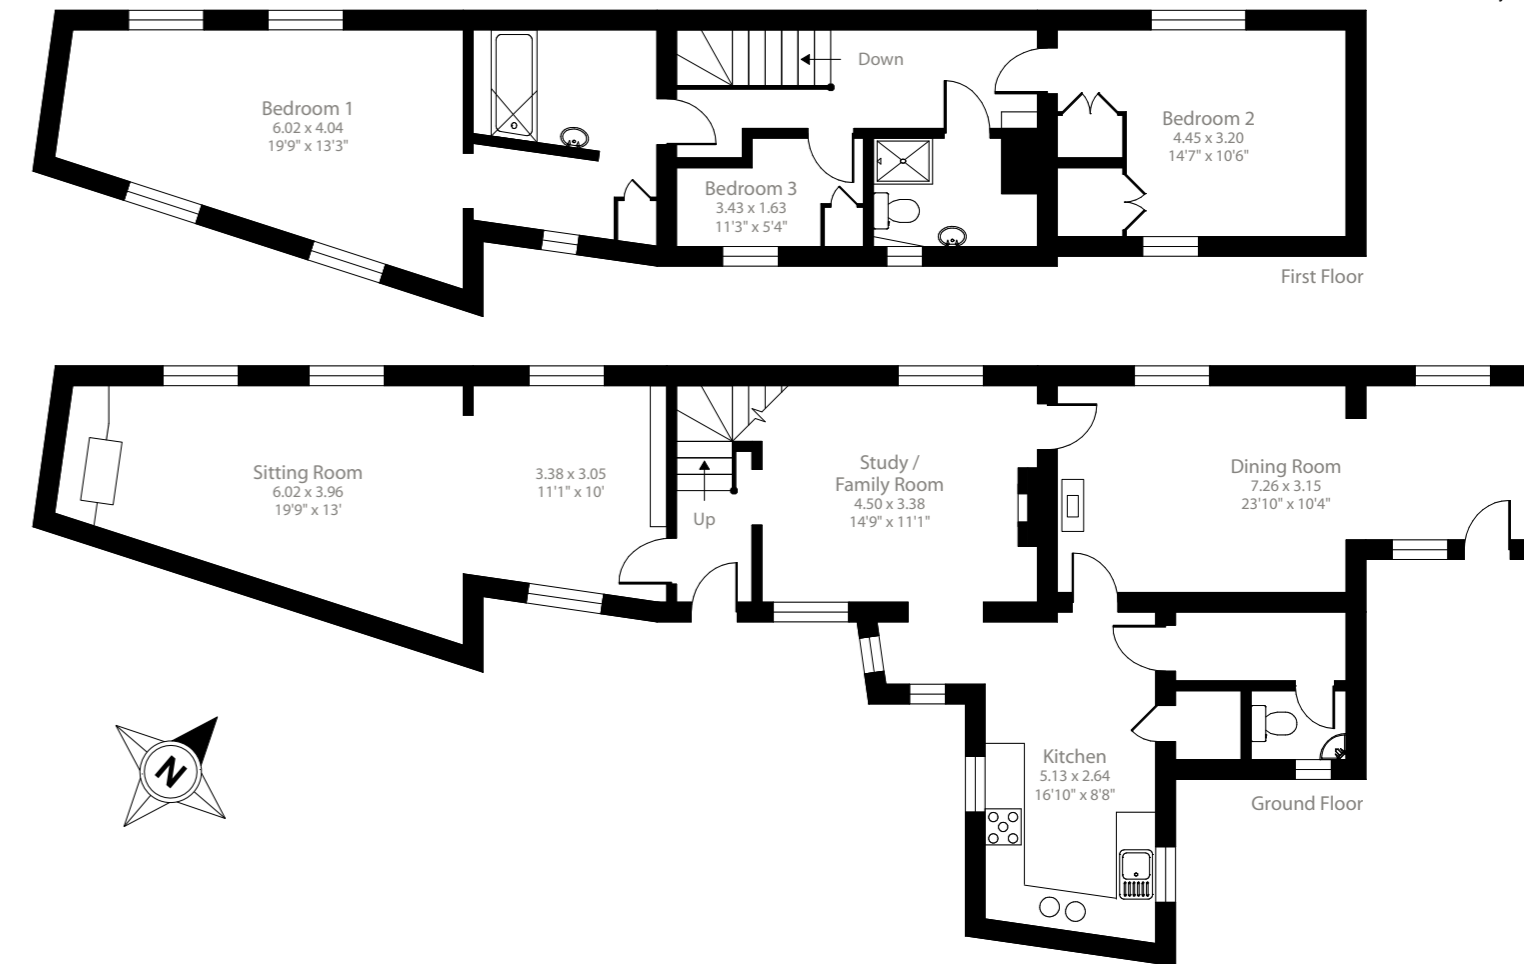 Down
Bedroom 1
6.02 x 4.04
19'9" x 13'3"
Bedroom 2
4.45 x 3.20
14'7" x 10'6"
Bedroom 3
3.43 x 1.63
11'3" x 5'4"
First Floor
Sitting Room
6.02 x 3.96
19'9" x 13'
3.38 x 3.05
11'1" x 10'
Up
Study /
Family Room
4.50 x 3.38
14'9" x 11'1"
Dining Room
7.26 x 3.15
23'10" x 10'4"
Kitchen
5.13 x 2.64
16'10" x 8'8"
Ground Floor
N